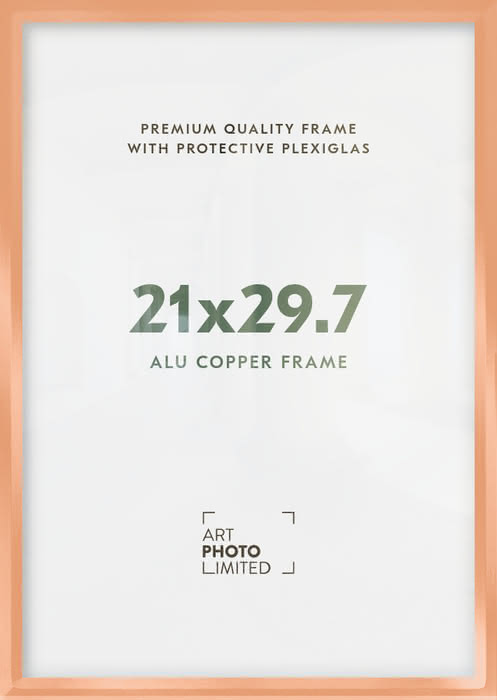 PREMIUM QUALITY FRAME
WITH PROTECTIVE PLEXIGLAS
21x29.7
ALU COPPER FRAME
ART
PHOTO
LIMITED